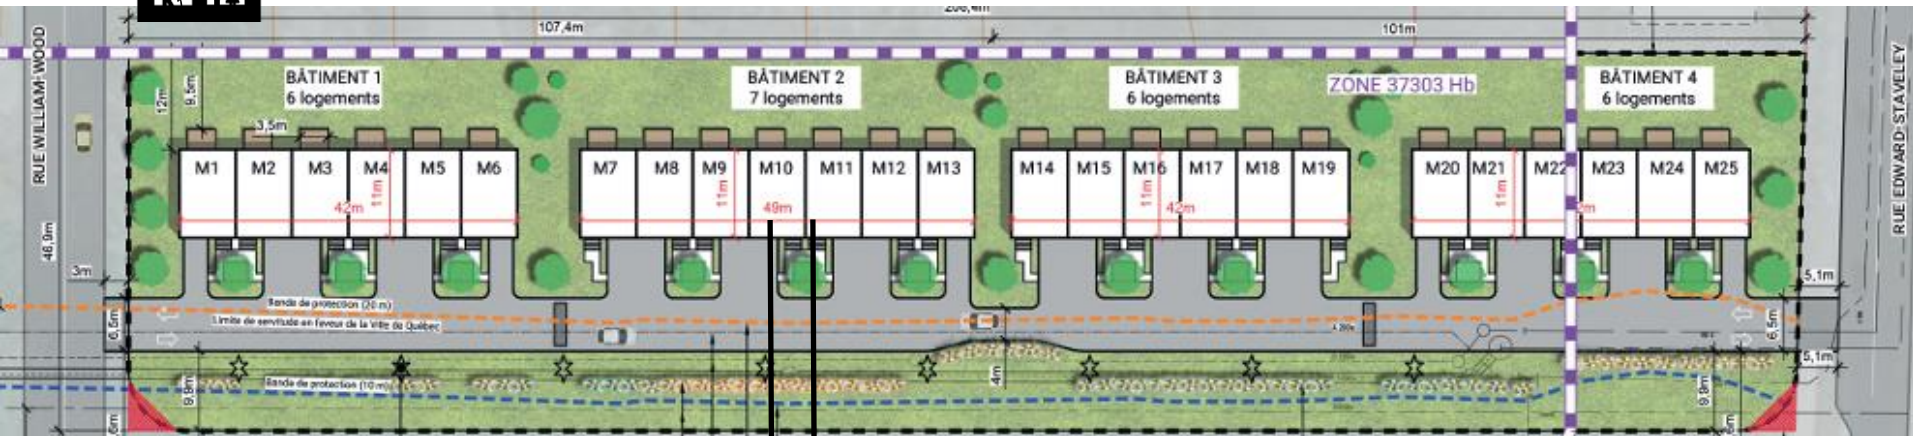 107,4m
101m
RUE WILLIAM-WOOD
RUE EDWARD-STAVELEY
BÂTIMENT 1
6 logements
BÂTIMENT 2
7 logements
BÂTIMENT 3
6 logements
ZONE 37303 Hb
BÂTIMENT 4
6 logements
12m
9,5m
3,5m
M1 M2 M3 M4 M5 M6 M7 M8 M9 M10 M11 M12 M13 M14 M15 M16 M17 M18 M19 M20 M21 M22 M23 M24 M25
11m
11m
11m
11m
42m
49m
42m
46,9m
3m
5,1m
Bande de protection (20 m)
Limite de servitude en faveur de la Ville de Québec
6,5m
6,5m
5,1m
Bande de protection (10 m)
4m
9,9m
9,9m